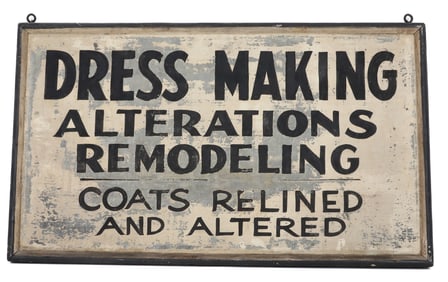 DRESS MAKING
ALTERATIONS
REMODELING
COATS RELINED
AND ALTERED